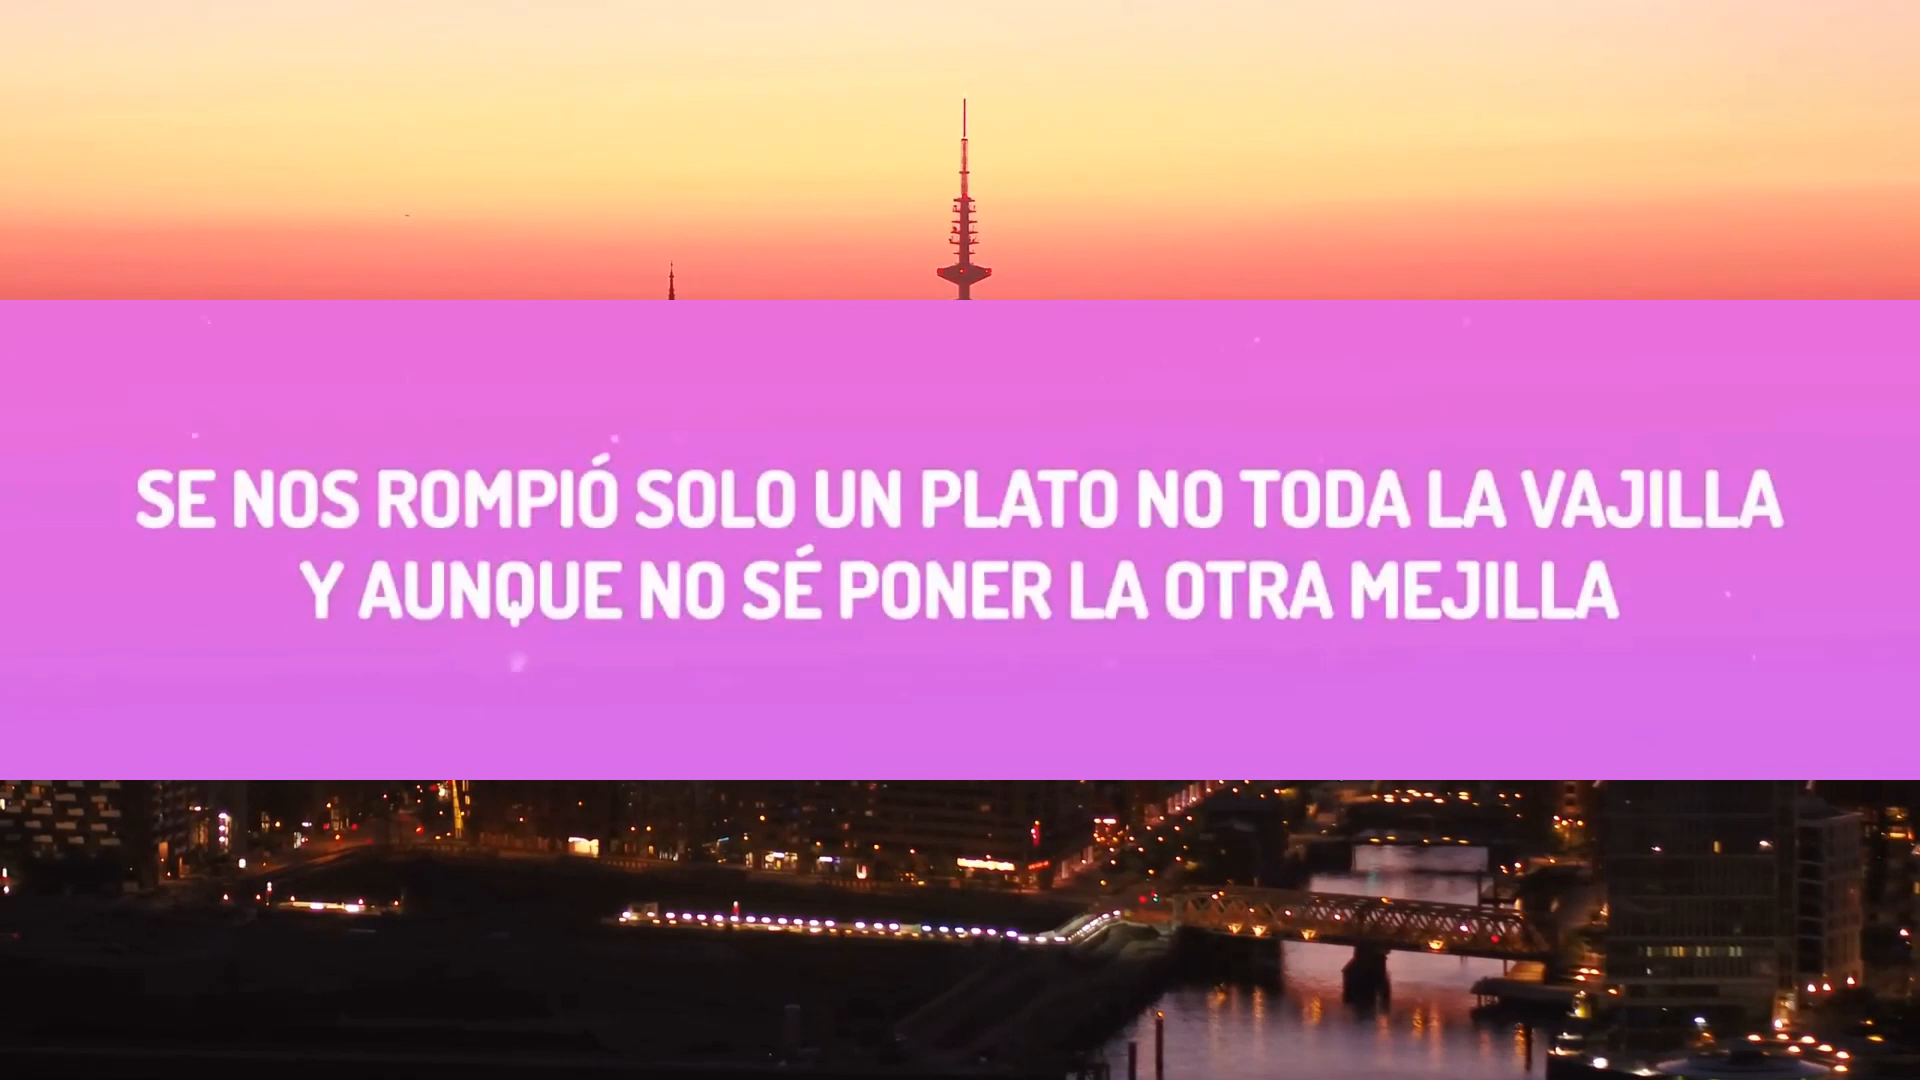 SE NOS ROMPIÓ SOLO UN PLATO NO TODA LA VAJILLA
Y AUNQUE NO SÉ PONER LA OTRA MEJILLA